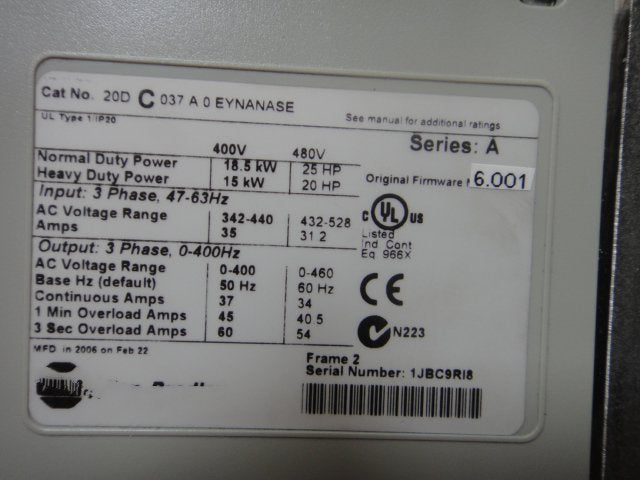 Cat No. 20D C 037 A 0 EYNANASE
UL Type 1 IP20
See manual for additional ratings
Series: A
400V 480V
Normal Duty Power 18.5 kW 25 HP
Heavy Duty Power 15 kW 20 HP
Original Firmware 6.001
Input: 3 Phase, 47-63Hz
AC Voltage Range 342-440 432-528
Amps 35 31 2
C UL US
Listed
Ind Cont
Eq 966X
Output: 3 Phase, 0-400Hz
AC Voltage Range 0-400 0-460
Base Hz (default) 50 Hz 60 Hz
Continuous Amps 37 34
1 Min Overload Amps 45 40.5
3 Sec Overload Amps 60 54
CE
N223
MFD in 2006 on Feb 22
Frame 2
Serial Number: 1JBC9RI8